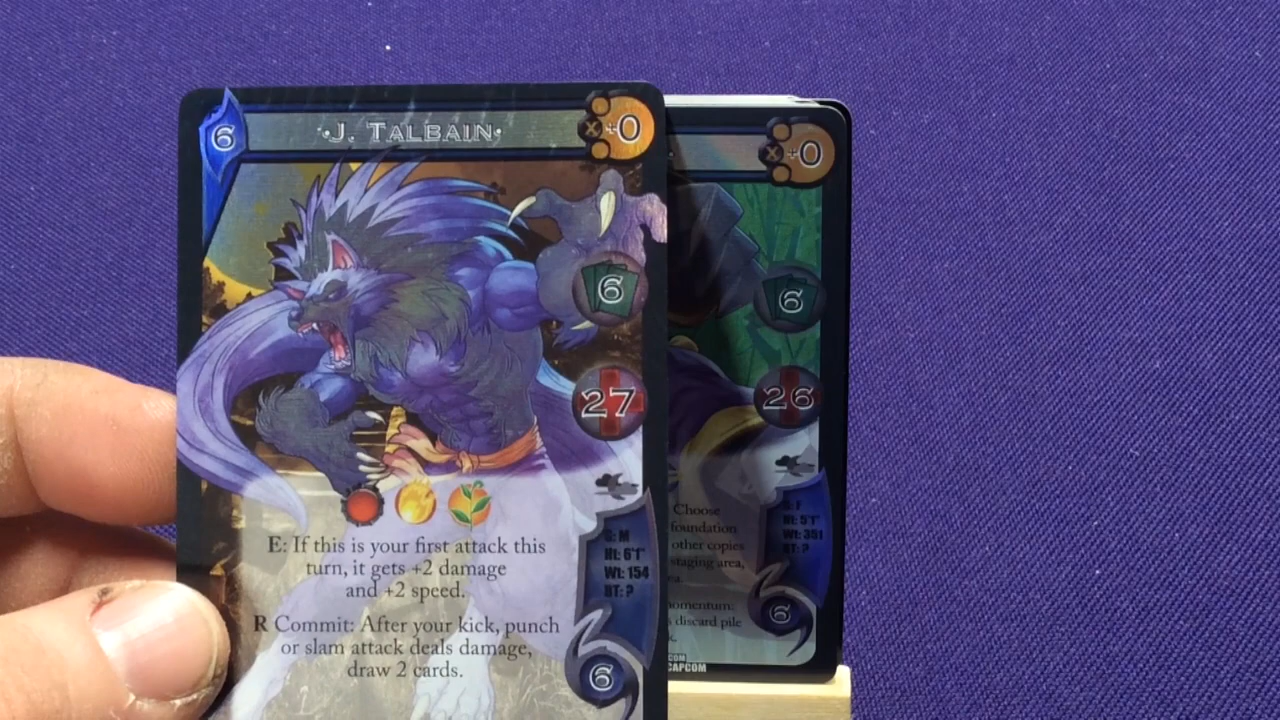 6
•J. TALBAIN•
X +0
6
27
G: M
Ht: 6'1"
Wt: 154
BT: ?
6
E: If this is your first attack this
turn, it gets +2 damage
and +2 speed.
R Commit: After your kick, punch
or slam attack deals damage,
draw 2 cards.
X +0
6
26
: F
Ht: 5'1"
Wt: 351
BT: ?
6
Choose
foundation
other copies
staging area,
momentum:
discard pile
CAPCOM